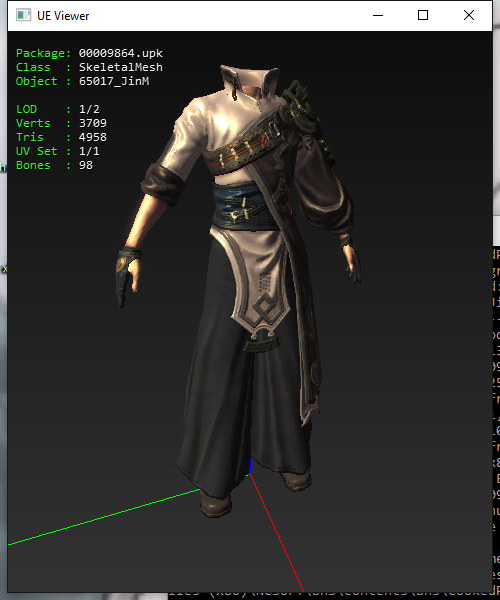 UE Viewer
Package: 00009864.upk
Class : SkeletalMesh
Object : 65017_JinM
LOD : 1/2
Verts : 3709
Tris : 4958
UV Set : 1/1
Bones : 98